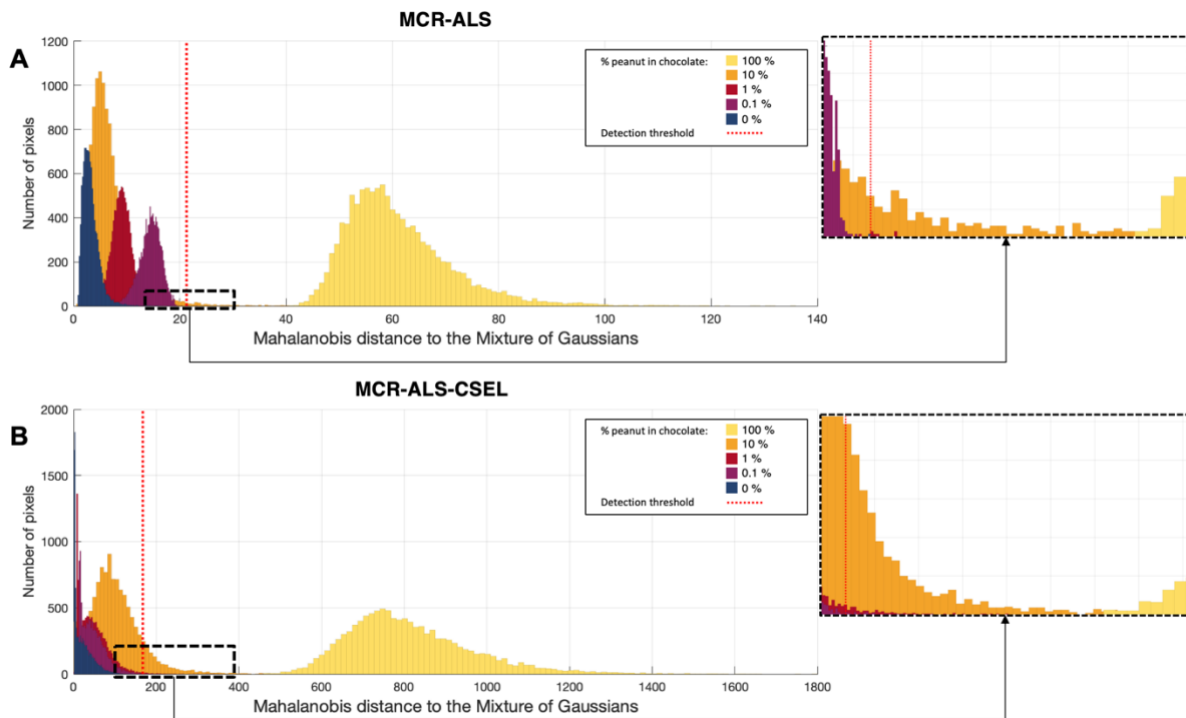 MCR-ALS
A
1200
1000
800
600
400
200
0
Number of pixels
0 20 40 60 80 100 120 140
Mahalanobis distance to the Mixture of Gaussians
% peanut in chocolate:
100 %
10 %
1 %
0.1 %
0 %
Detection threshold
MCR-ALS-CSEL
B
2000
1500
1000
500
0
Number of pixels
0 200 400 600 800 1000 1200 1400 1600 1800
Mahalanobis distance to the Mixture of Gaussians
% peanut in chocolate:
100 %
10 %
1 %
0.1 %
0 %
Detection threshold